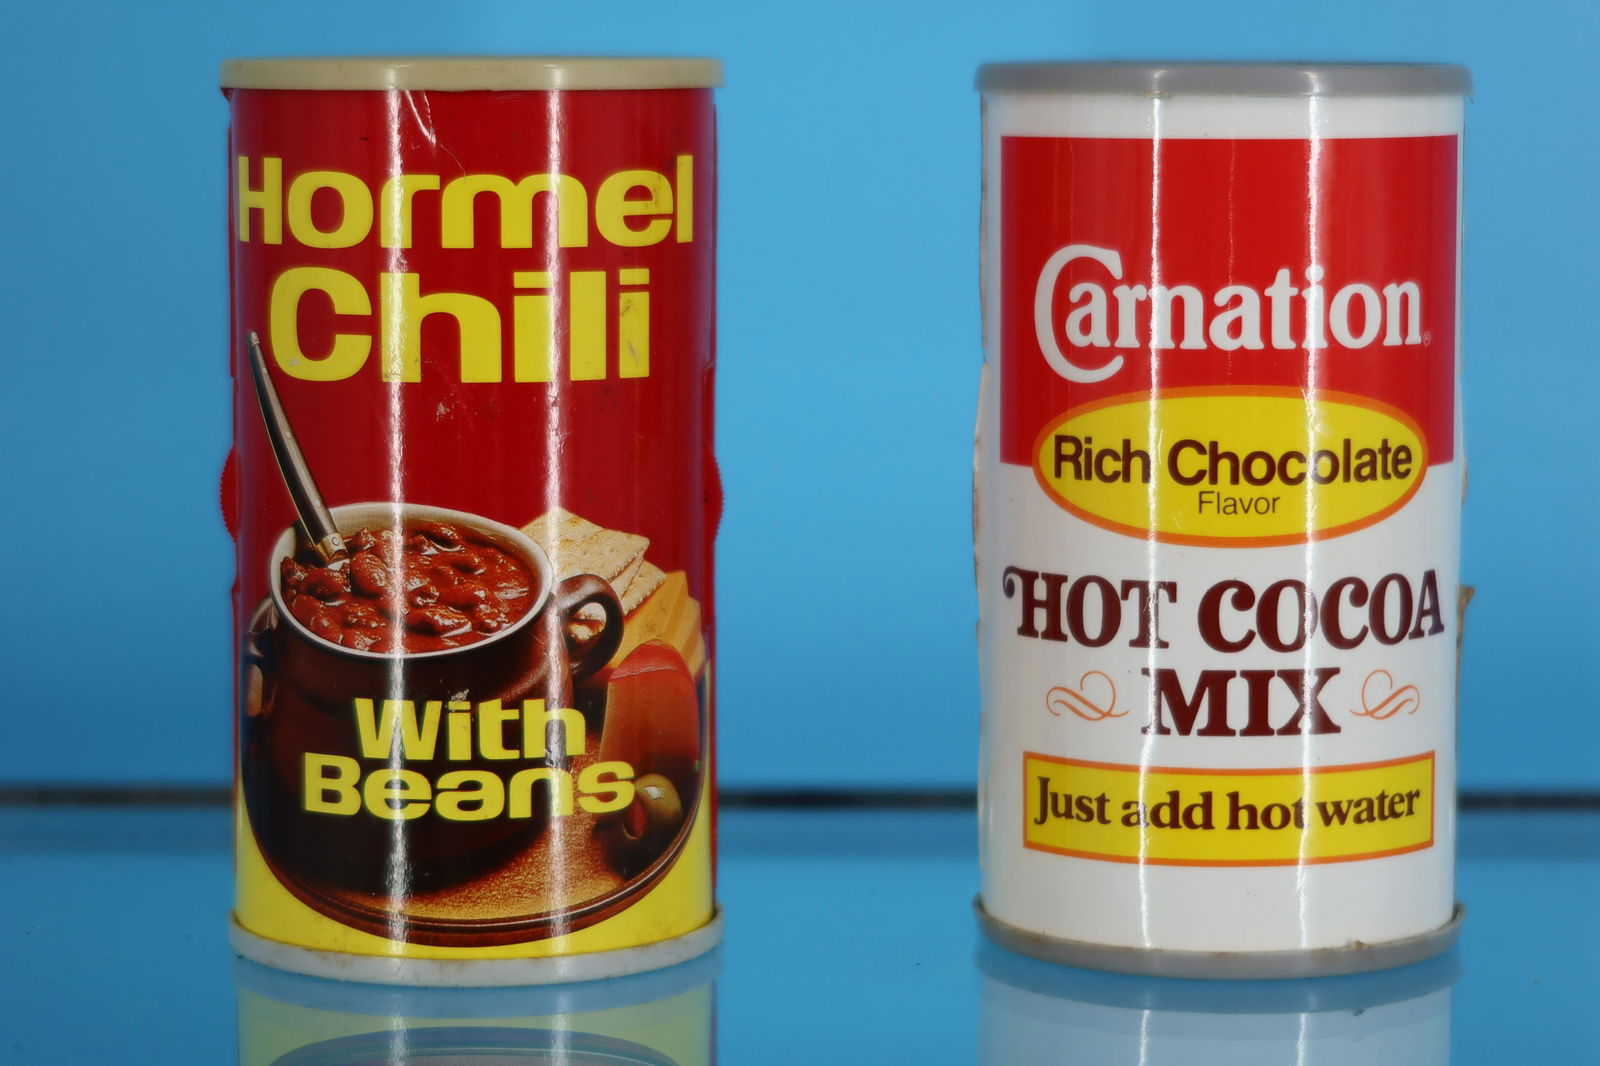 Hormel
Chili
With
Beans
Carnation
Rich Chocolate
Flavor
HOT COCOA
MIX
Just add hot water